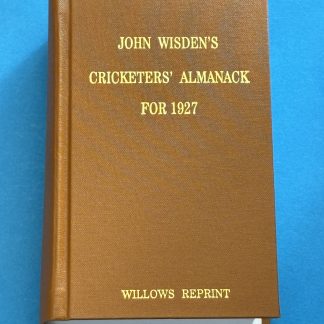 JOHN WISDEN'S
CRICKETERS' ALMANACK
FOR 1927
WILLOWS REPRINT